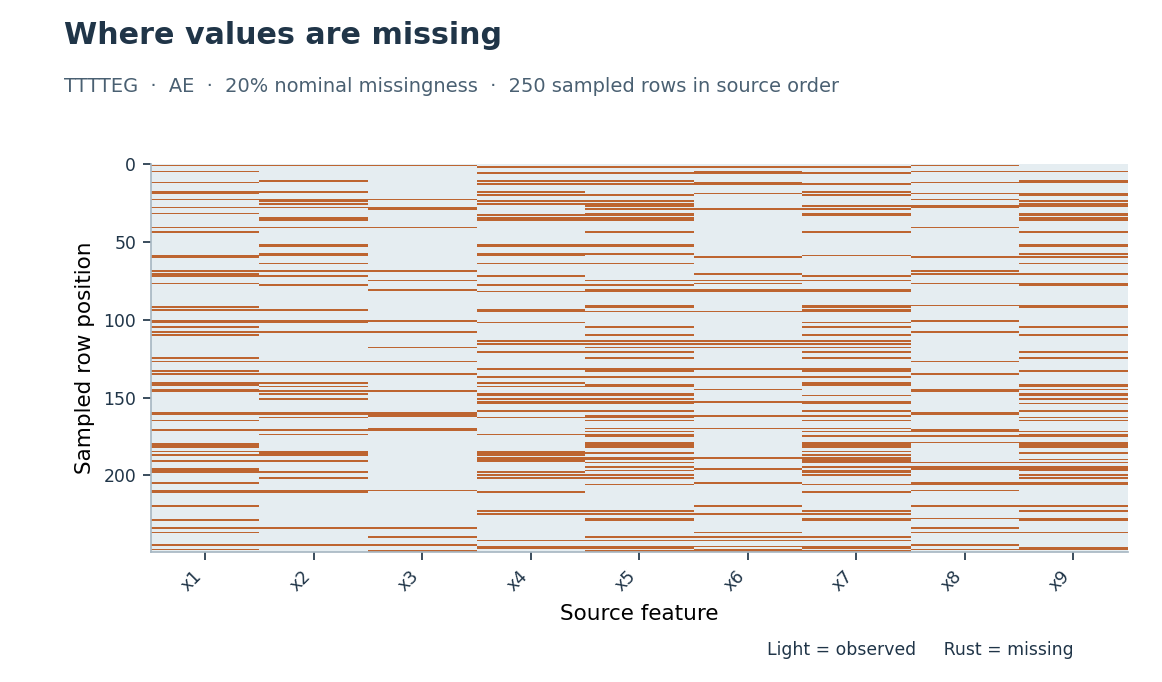 Where values are missing
TTTTEG · AE · 20% nominal missingness · 250 sampled rows in source order
0
50
100
150
200
Sampled row position
x1 x2 x3 x4 x5 x6 x7 x8 x9
Source feature
Light = observed Rust = missing